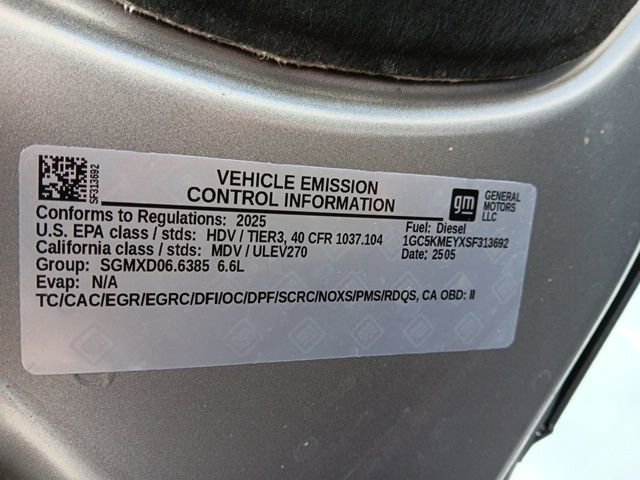 SF313692
VEHICLE EMISSION
CONTROL INFORMATION
gm
GENERAL
MOTORS
LLC
Conforms to Regulations: 2025
U.S. EPA class / stds: HDV / TIER3, 40 CFR 1037.104
California class / stds: MDV / ULEV270
Group: SGMXD06.6385 6.6L
Evap: N/A
Fuel: Diesel
1GC5KMEYXSF313692
Date: 2505
TC/CAC/EGR/EGRC/DFI/OC/DPF/SCRC/NOXS/PMS/RDQS, CA OBD: II